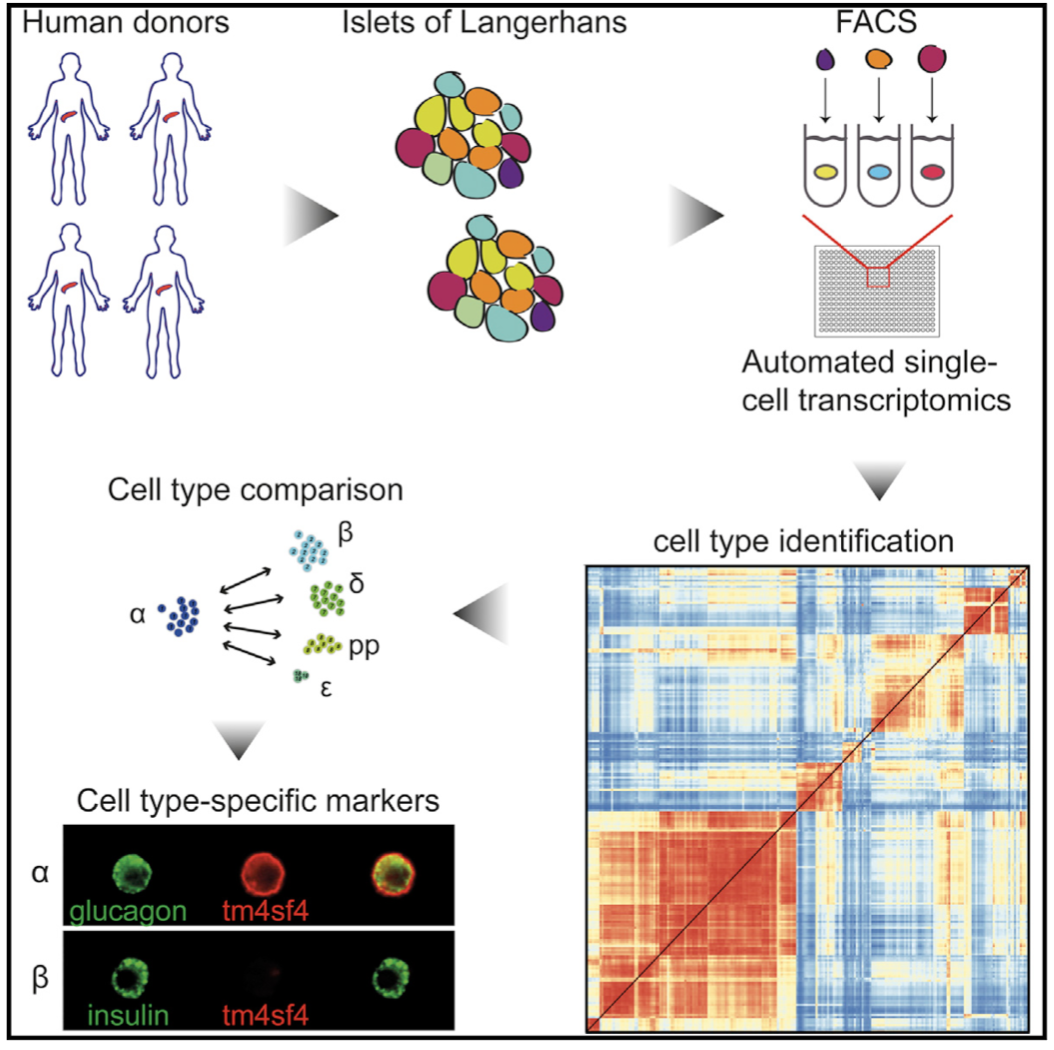 Human donors
Islets of Langerhans
FACS
Automated single-
cell transcriptomics
Cell type comparison
β
δ
α
pp
ε
cell type identification
Cell type-specific markers
α
glucagon
tm4sf4
β
insulin
tm4sf4